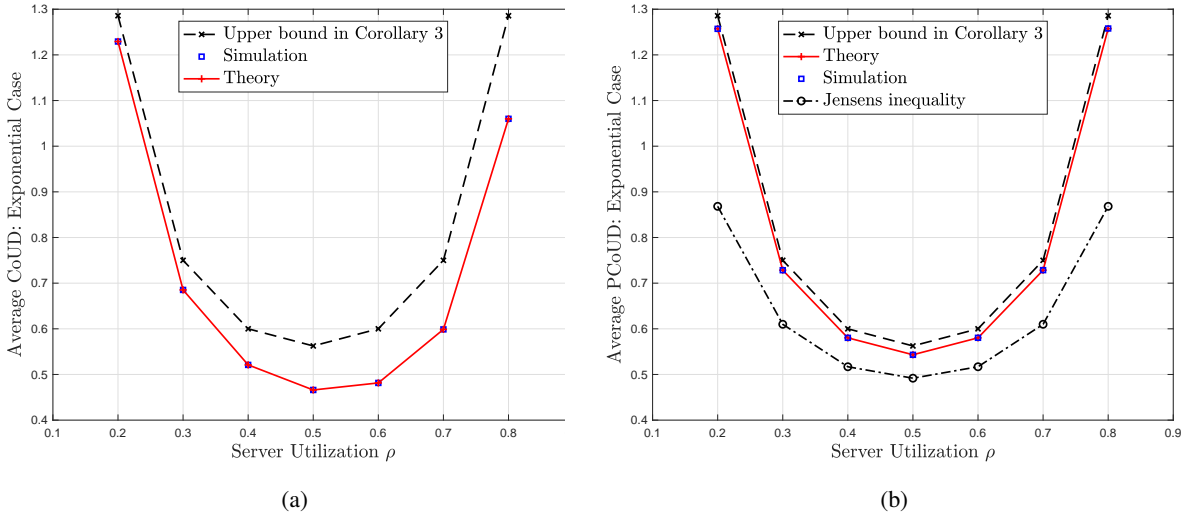 Average CoUD: Exponential Case
1.3
1.2
1.1
1
0.9
0.8
0.7
0.6
0.5
0.4
Upper bound in Corollary 3
Simulation
Theory
0.1 0.2 0.3 0.4 0.5 0.6 0.7 0.8
Server Utilization ρ
(a)
Average PCoUD: Exponential Case
1.3
1.2
1.1
1
0.9
0.8
0.7
0.6
0.5
0.4
Upper bound in Corollary 3
Theory
Simulation
Jensens inequality
0.1 0.2 0.3 0.4 0.5 0.6 0.7 0.8 0.9
Server Utilization ρ
(b)